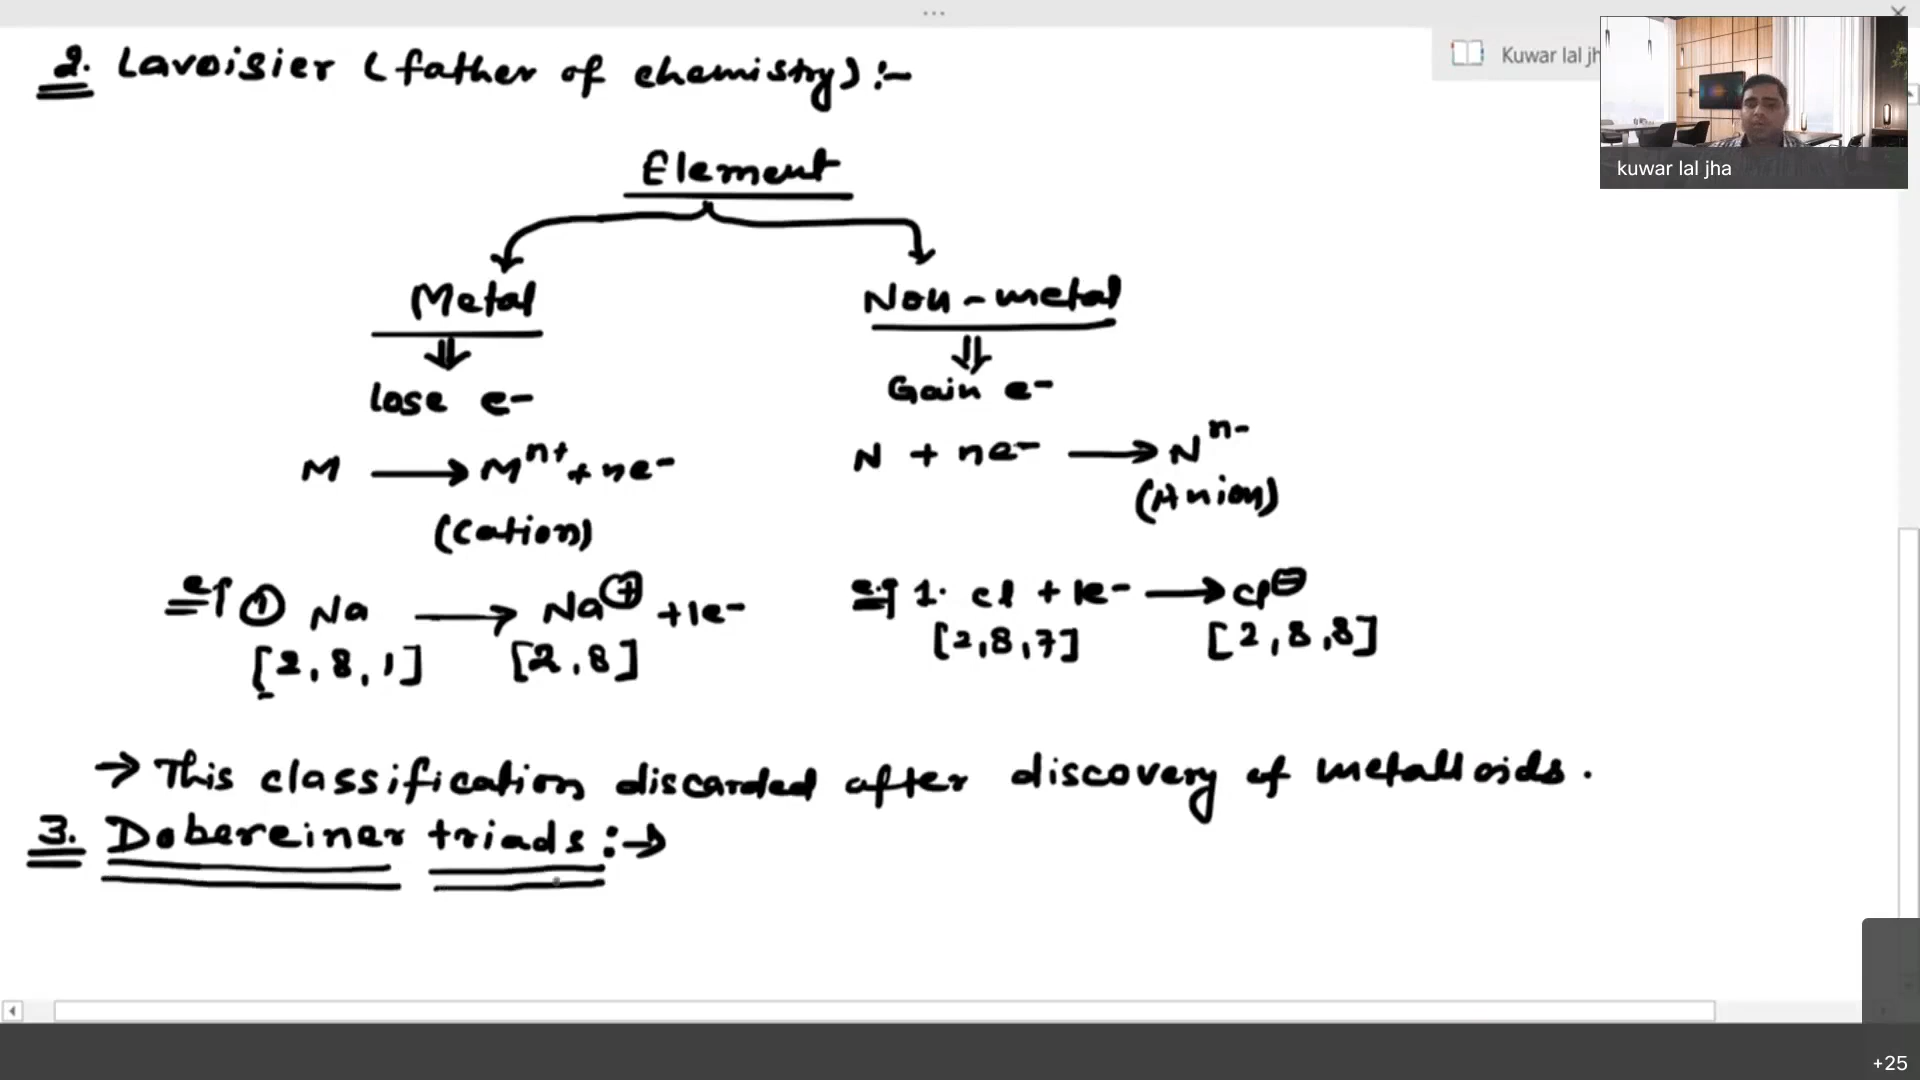 2. Lavoisier (father of chemistry) :-
Kuwar lal jh
kuwar lal jha
Element
Metal Non-metal
⇓ ⇓
lose e- Gain e-
M → Mⁿ⁺ + ne- N + ne- → Nⁿ⁻
(Cation) (Anion)
eg ① Na → Na⊕ + 1e- e.g 1. Cl + 1e- → Cl⊖
[2, 8, 1] [2, 8] [2, 8, 7] [2, 8, 8]
→ This classification discarded after discovery of metalloids.
3. Dobereiner triads :→
+25